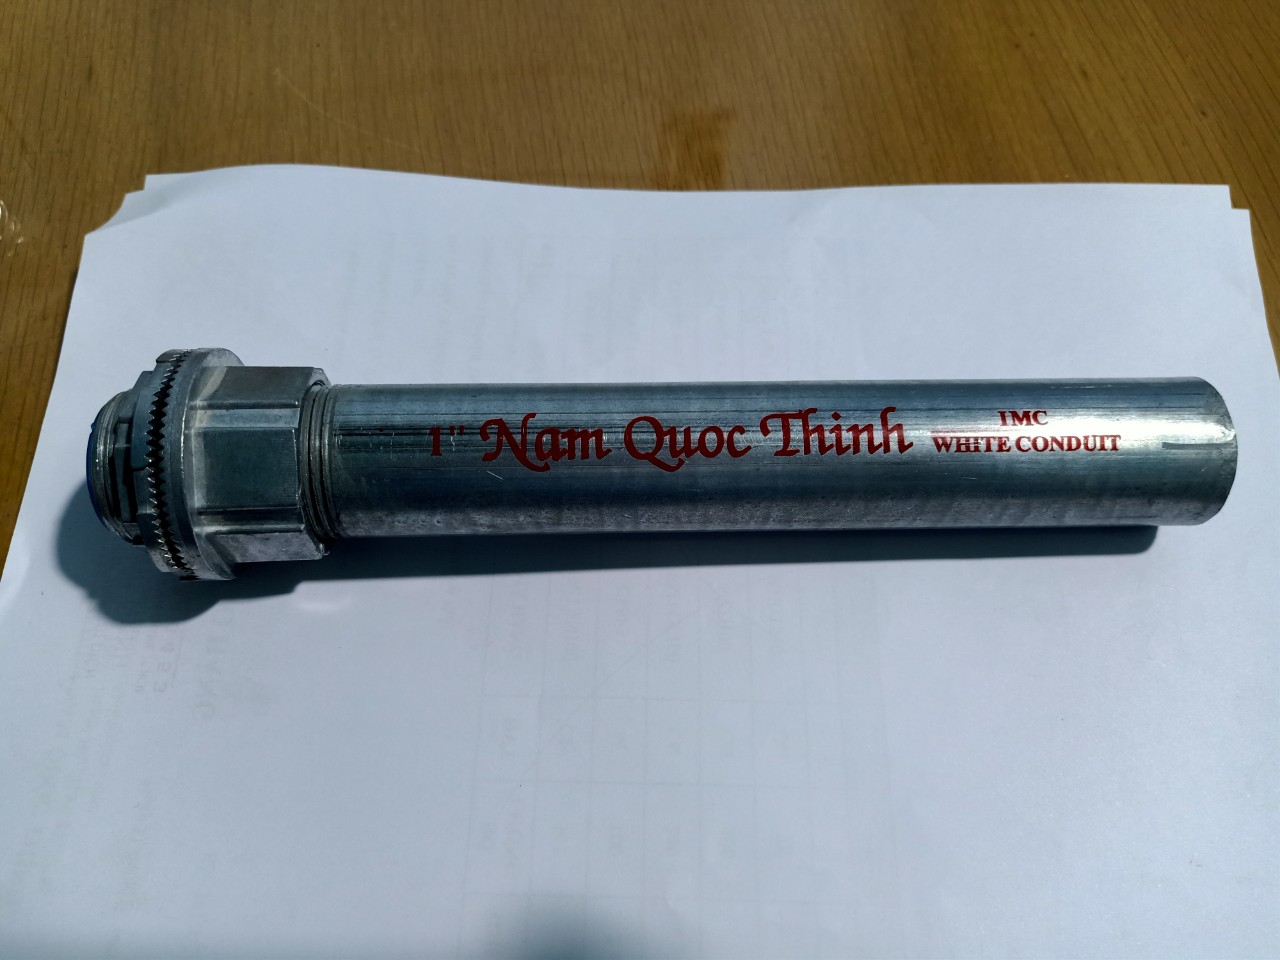 1" Nam Quoc Thinh
IMC
WHITE CONDUIT